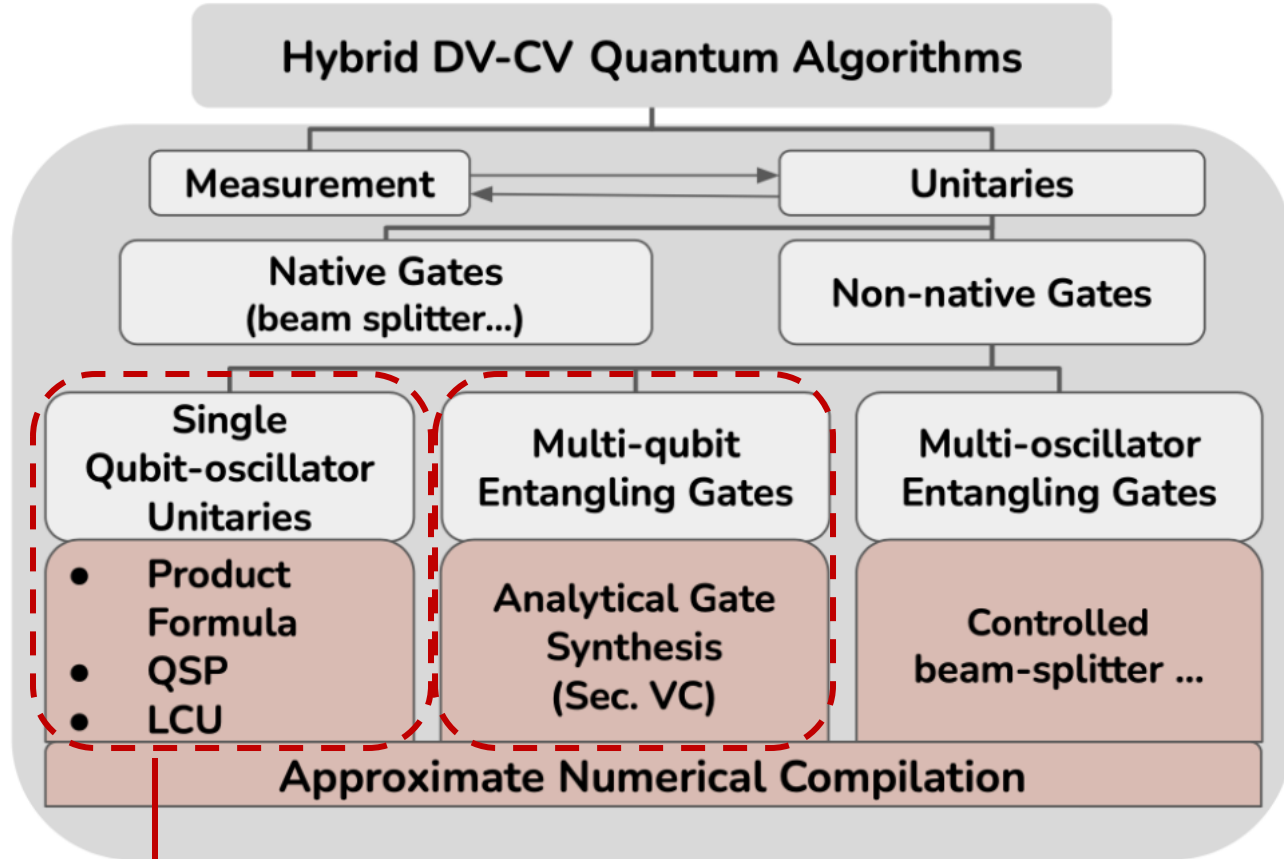 Hybrid DV-CV Quantum Algorithms
Measurement
Unitaries
Native Gates
(beam splitter...)
Non-native Gates
Single
Qubit-oscillator
Unitaries
Multi-qubit
Entangling Gates
Multi-oscillator
Entangling Gates
● Product
Formula
● QSP
● LCU
Analytical Gate
Synthesis
(Sec. VC)
Controlled
beam-splitter ...
Approximate Numerical Compilation